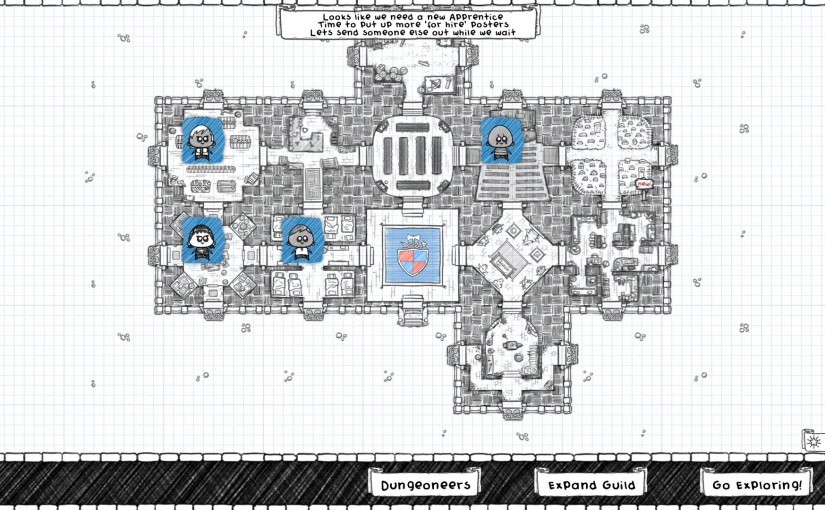 Looks like we need a new Apprentice
Time to put up more 'for hire' posters
Lets send someone else out while we wait
New!
Dungeoneers
Expand Guild
Go Exploring!